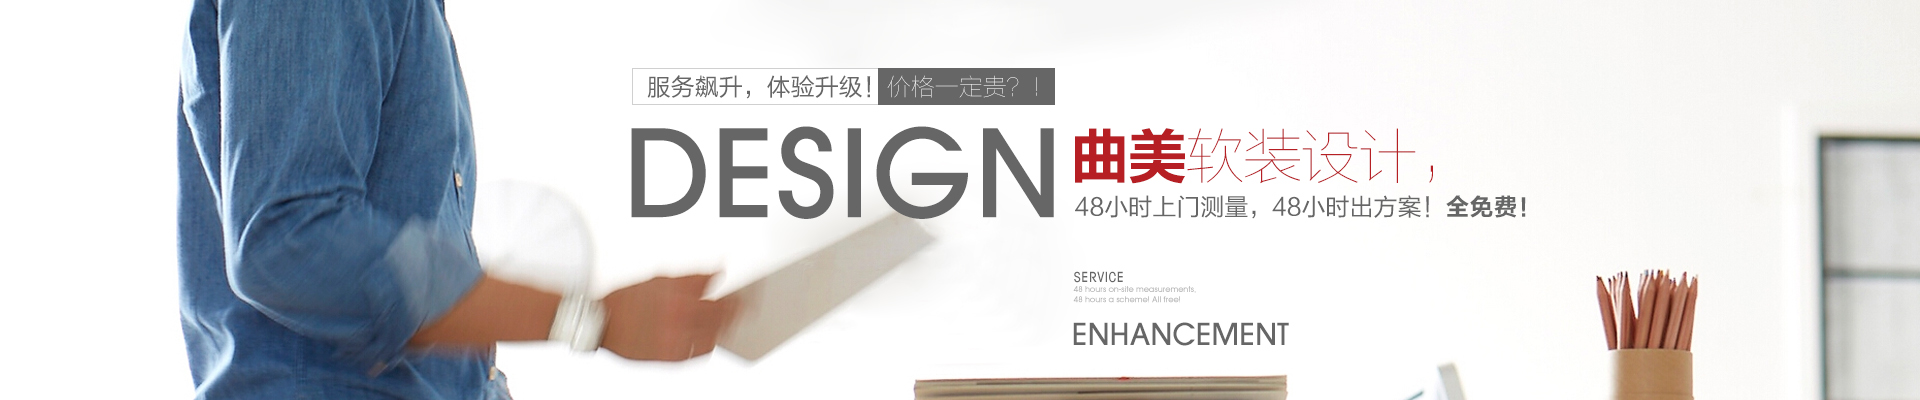 服务飙升，体验升级！价格一定贵？！
DESIGN 曲美软装设计，
48小时上门测量，48小时出方案！全免费！
SERVICE
48 hours on-site measurements,
48 hours a scheme! All free!
ENHANCEMENT